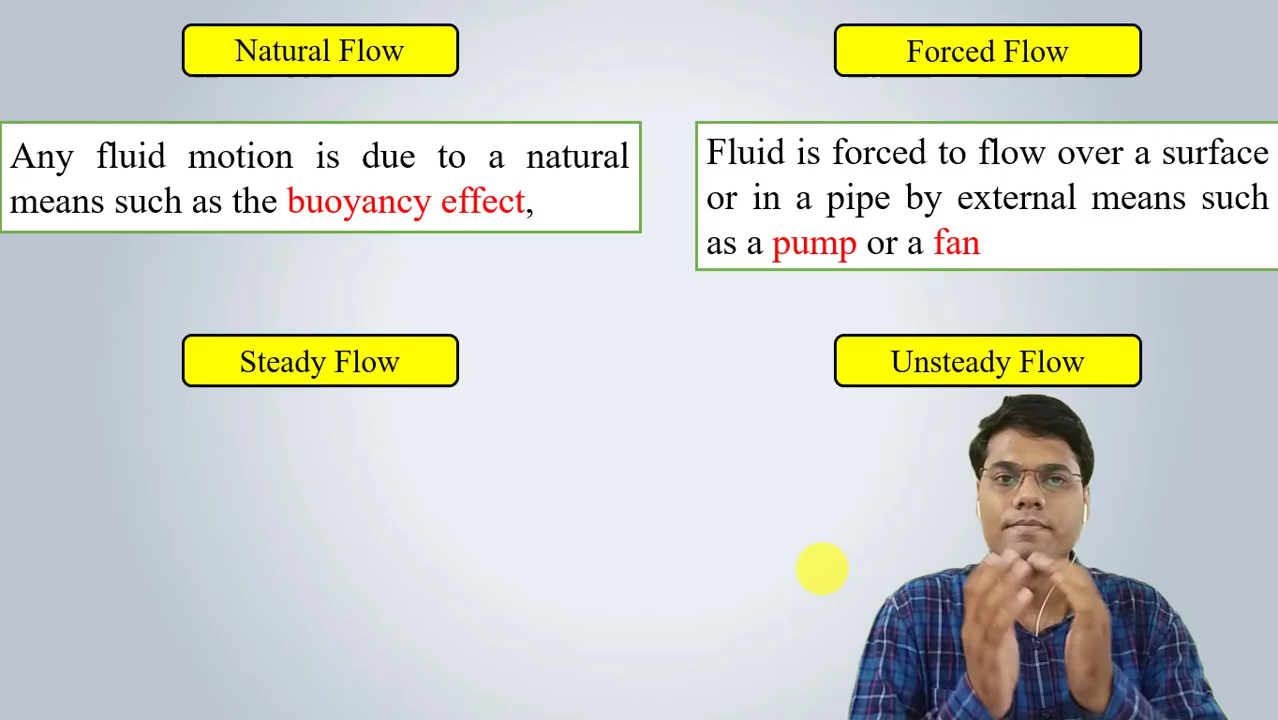 Natural Flow
Forced Flow
Any fluid motion is due to a natural
means such as the buoyancy effect,
Fluid is forced to flow over a surface
or in a pipe by external means such
as a pump or a fan
Steady Flow
Unsteady Flow